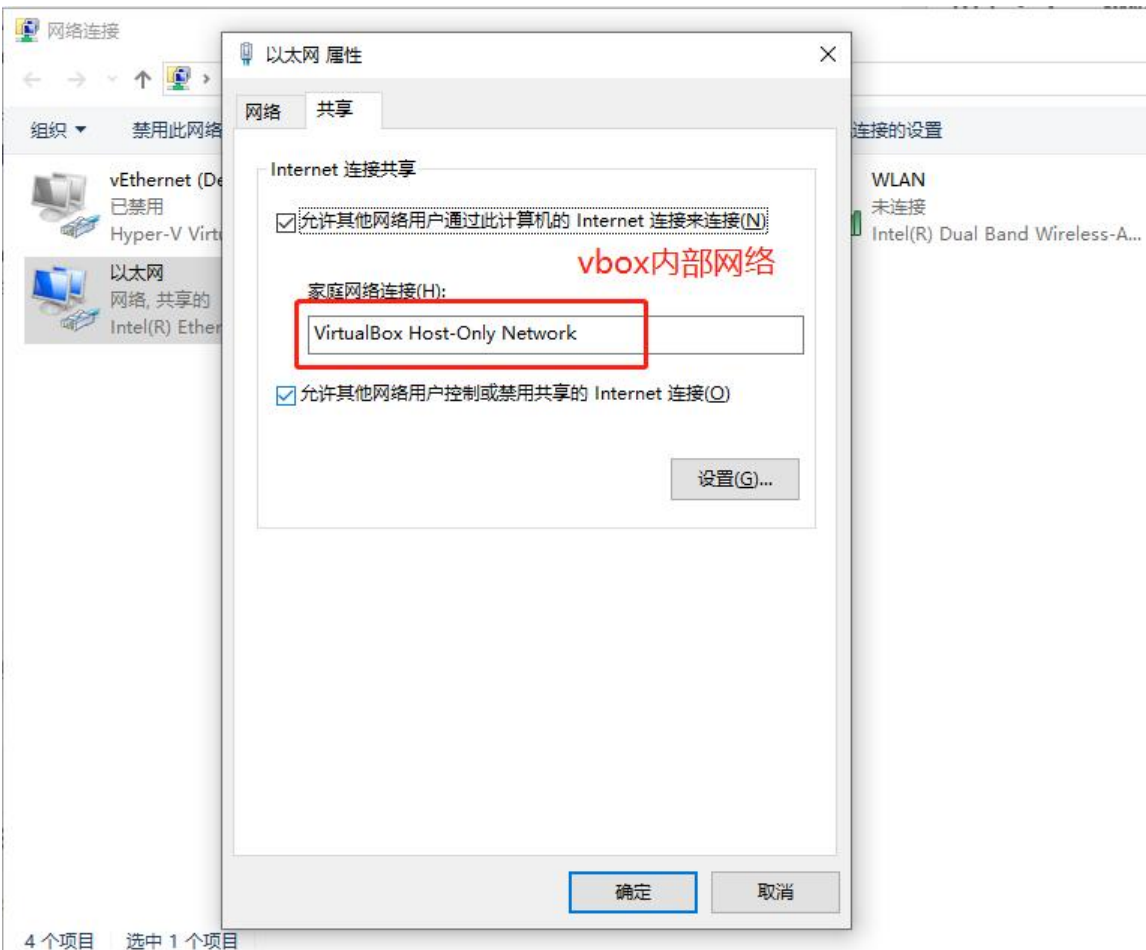 网络连接
以太网 属性
组织
禁用此网络
连接的设置
网络
共享
vEthernet (De
已禁用
Hyper-V Virtu
以太网
网络, 共享的
Intel(R) Ether
Internet 连接共享
允许其他网络用户通过此计算机的 Internet 连接来连接(N)
vbox内部网络
家庭网络连接(H):
VirtualBox Host-Only Network
允许其他网络用户控制或禁用共享的 Internet 连接(O)
设置(G)...
WLAN
未连接
Intel(R) Dual Band Wireless-A...
确定
取消
4 个项目
选中 1 个项目